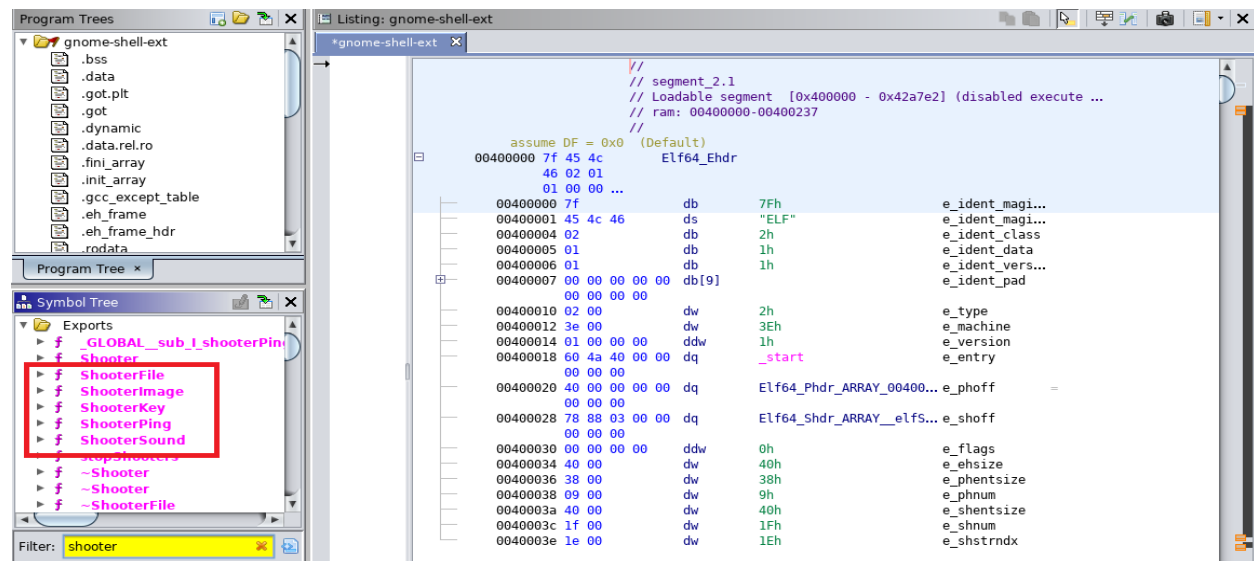 Program Trees
gnome-shell-ext
.bss
.data
.got.plt
.got
.dynamic
.data.rel.ro
.fini_array
.init_array
.gcc_except_table
.eh_frame
.eh_frame_hdr
.rodata
Program Tree ×
Symbol Tree
Exports
f _GLOBAL__sub_I_shooterPin
f Shooter
f ShooterFile
f ShooterImage
f ShooterKey
f ShooterPing
f ShooterSound
f stopShooters
f ~Shooter
f ~Shooter
f ~ShooterFile
Filter: shooter
Listing: gnome-shell-ext
*gnome-shell-ext
//
// segment_2.1
// Loadable segment [0x400000 - 0x42a7e2] (disabled execute ...
// ram: 00400000-00400237
//
assume DF = 0x0 (Default)
00400000 7f 45 4c Elf64_Ehdr
46 02 01
01 00 00 ...
00400000 7f db 7Fh e_ident_magi...
00400001 45 4c 46 ds "ELF" e_ident_magi...
00400004 02 db 2h e_ident_class
00400005 01 db 1h e_ident_data
00400006 01 db 1h e_ident_vers...
00400007 00 00 00 00 00 db[9] e_ident_pad
00 00 00 00
00400010 02 00 dw 2h e_type
00400012 3e 00 dw 3Eh e_machine
00400014 01 00 00 00 ddw 1h e_version
00400018 60 4a 40 00 00 dq _start e_entry
00 00 00
00400020 40 00 00 00 00 dq Elf64_Phdr_ARRAY_00400... e_phoff =
00 00 00
00400028 78 88 03 00 00 dq Elf64_Shdr_ARRAY__elfS... e_shoff
00 00 00
00400030 00 00 00 00 ddw 0h e_flags
00400034 40 00 dw 40h e_ehsize
00400036 38 00 dw 38h e_phentsize
00400038 09 00 dw 9h e_phnum
0040003a 40 00 dw 40h e_shentsize
0040003c 1f 00 dw 1Fh e_shnum
0040003e 1e 00 dw 1Eh e_shstrndx